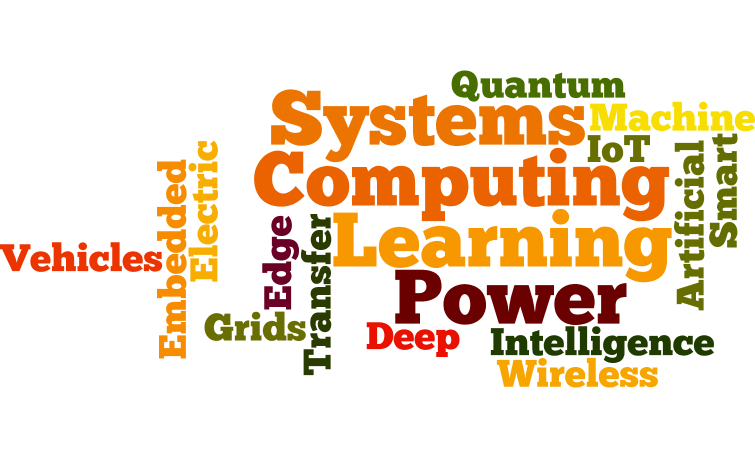 Quantum
Systems
Machine
IoT
Computing
Artificial
Smart
Electric
Embedded
Vehicles
Edge
Transfer
Learning
Power
Grids
Deep
Intelligence
Wireless